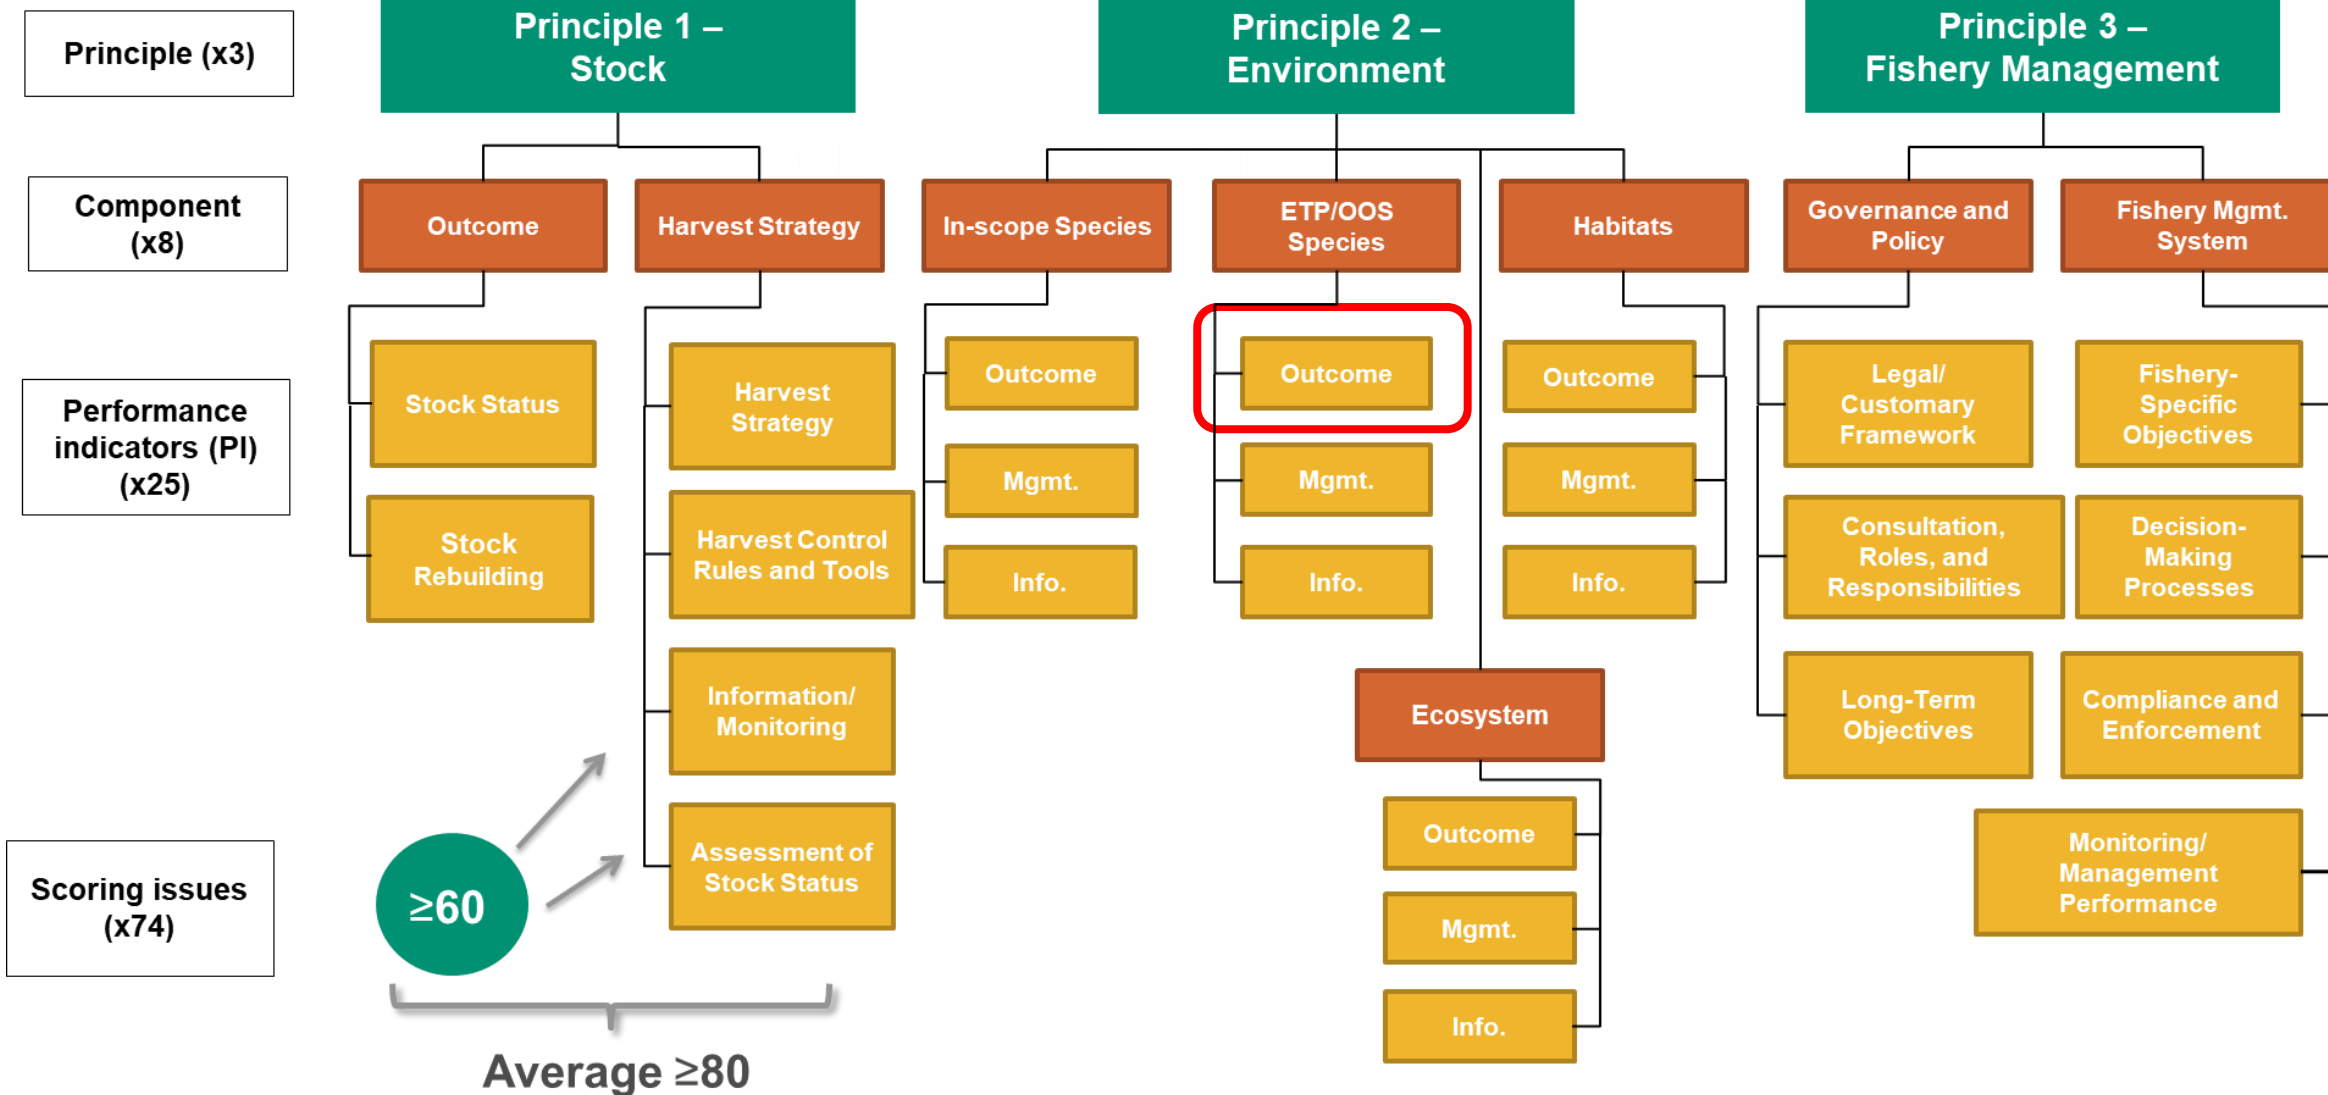 Principle (x3)
Principle 1 –
Stock
Principle 2 –
Environment
Principle 3 –
Fishery Management
Component
(x8)
Outcome
Harvest Strategy
In-scope Species
ETP/OOS
Species
Habitats
Governance and
Policy
Fishery Mgmt.
System
Performance
indicators (PI)
(x25)
Stock Status
Stock
Rebuilding
Harvest
Strategy
Harvest Control
Rules and Tools
Information/
Monitoring
Assessment of
Stock Status
Outcome
Mgmt.
Info.
Outcome
Mgmt.
Info.
Outcome
Mgmt.
Info.
Ecosystem
Outcome
Mgmt.
Info.
Legal/
Customary
Framework
Consultation,
Roles, and
Responsibilities
Long-Term
Objectives
Fishery-
Specific
Objectives
Decision-
Making
Processes
Compliance and
Enforcement
Monitoring/
Management
Performance
Scoring issues
(x74)
≥60
Average ≥80